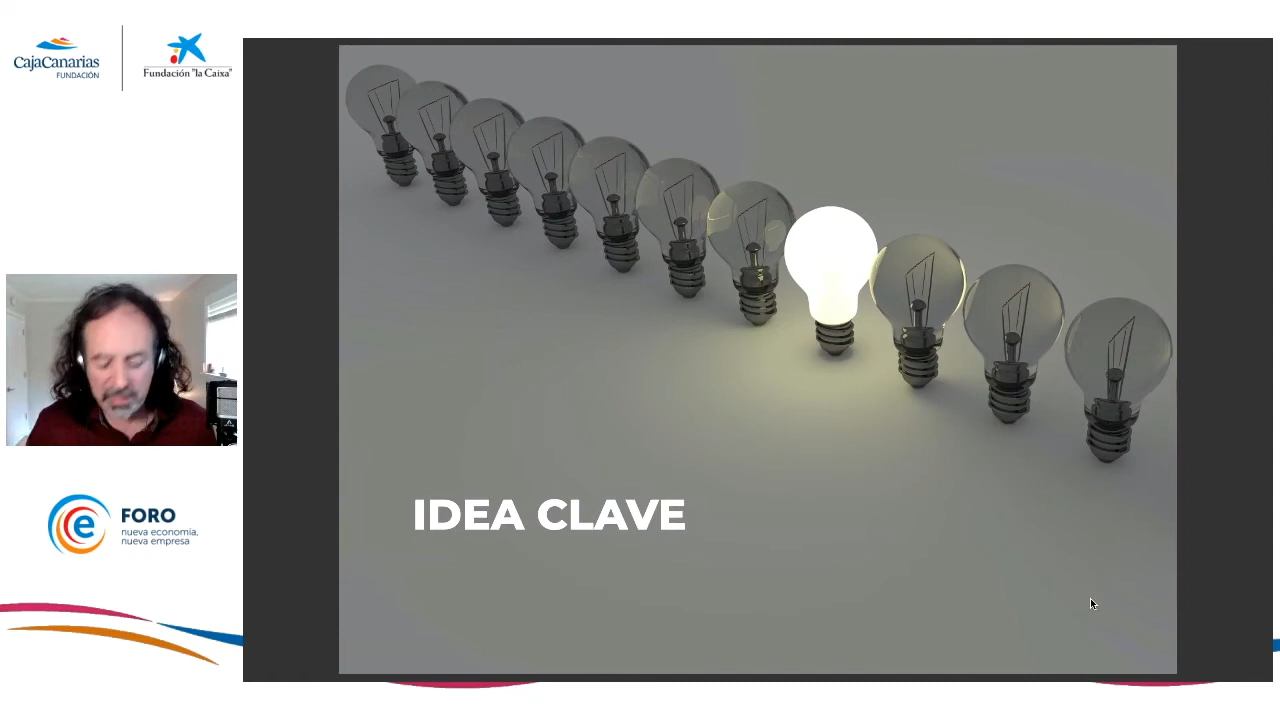 CajaCanarias
FUNDACIÓN
Fundación "la Caixa"
IDEA CLAVE
e
FORO
nueva economía,
nueva empresa